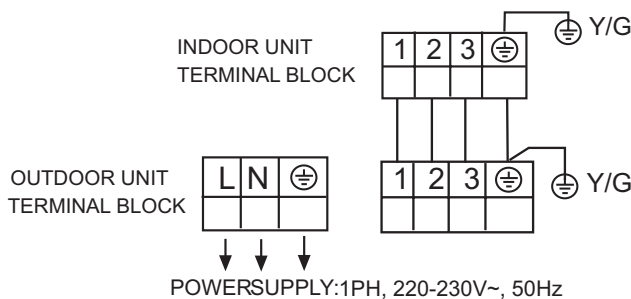 INDOOR UNIT
TERMINAL BLOCK
1 2 3
Y/G
OUTDOOR UNIT
TERMINAL BLOCK
L N
1 2 3
Y/G
POWERSUPPLY:1PH, 220-230V~, 50Hz